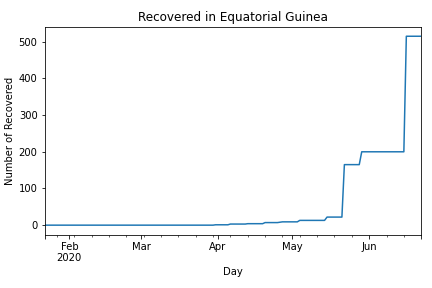 Recovered in Equatorial Guinea
Number of Recovered
500
400
300
200
100
0
Feb
2020
Mar
Apr
May
Jun
Day